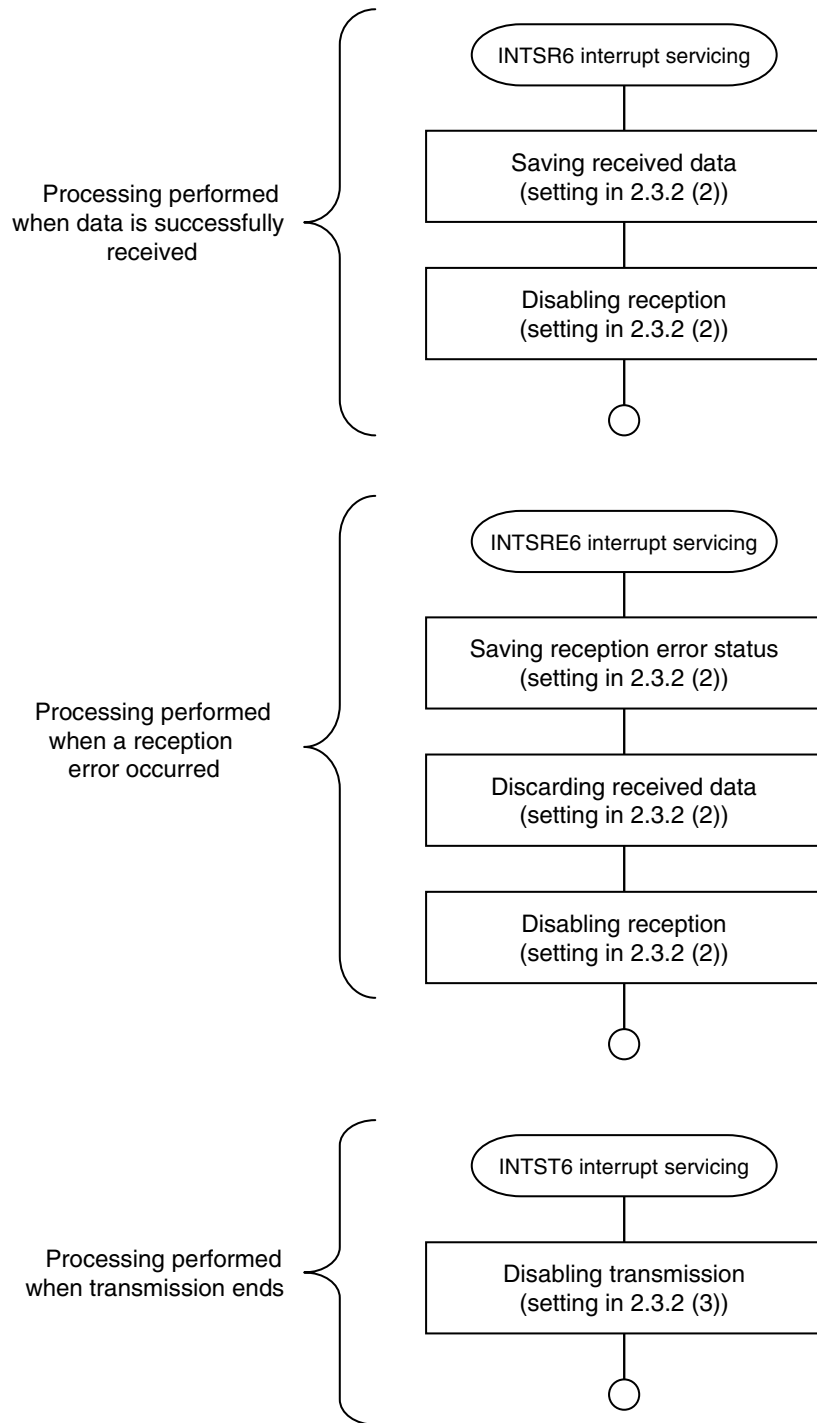 INTSR6 interrupt servicing
Processing performed
when data is successfully
received
Saving received data
(setting in 2.3.2 (2))
Disabling reception
(setting in 2.3.2 (2))
INTSRE6 interrupt servicing
Processing performed
when a reception
error occurred
Saving reception error status
(setting in 2.3.2 (2))
Discarding received data
(setting in 2.3.2 (2))
Disabling reception
(setting in 2.3.2 (2))
INTST6 interrupt servicing
Processing performed
when transmission ends
Disabling transmission
(setting in 2.3.2 (3))